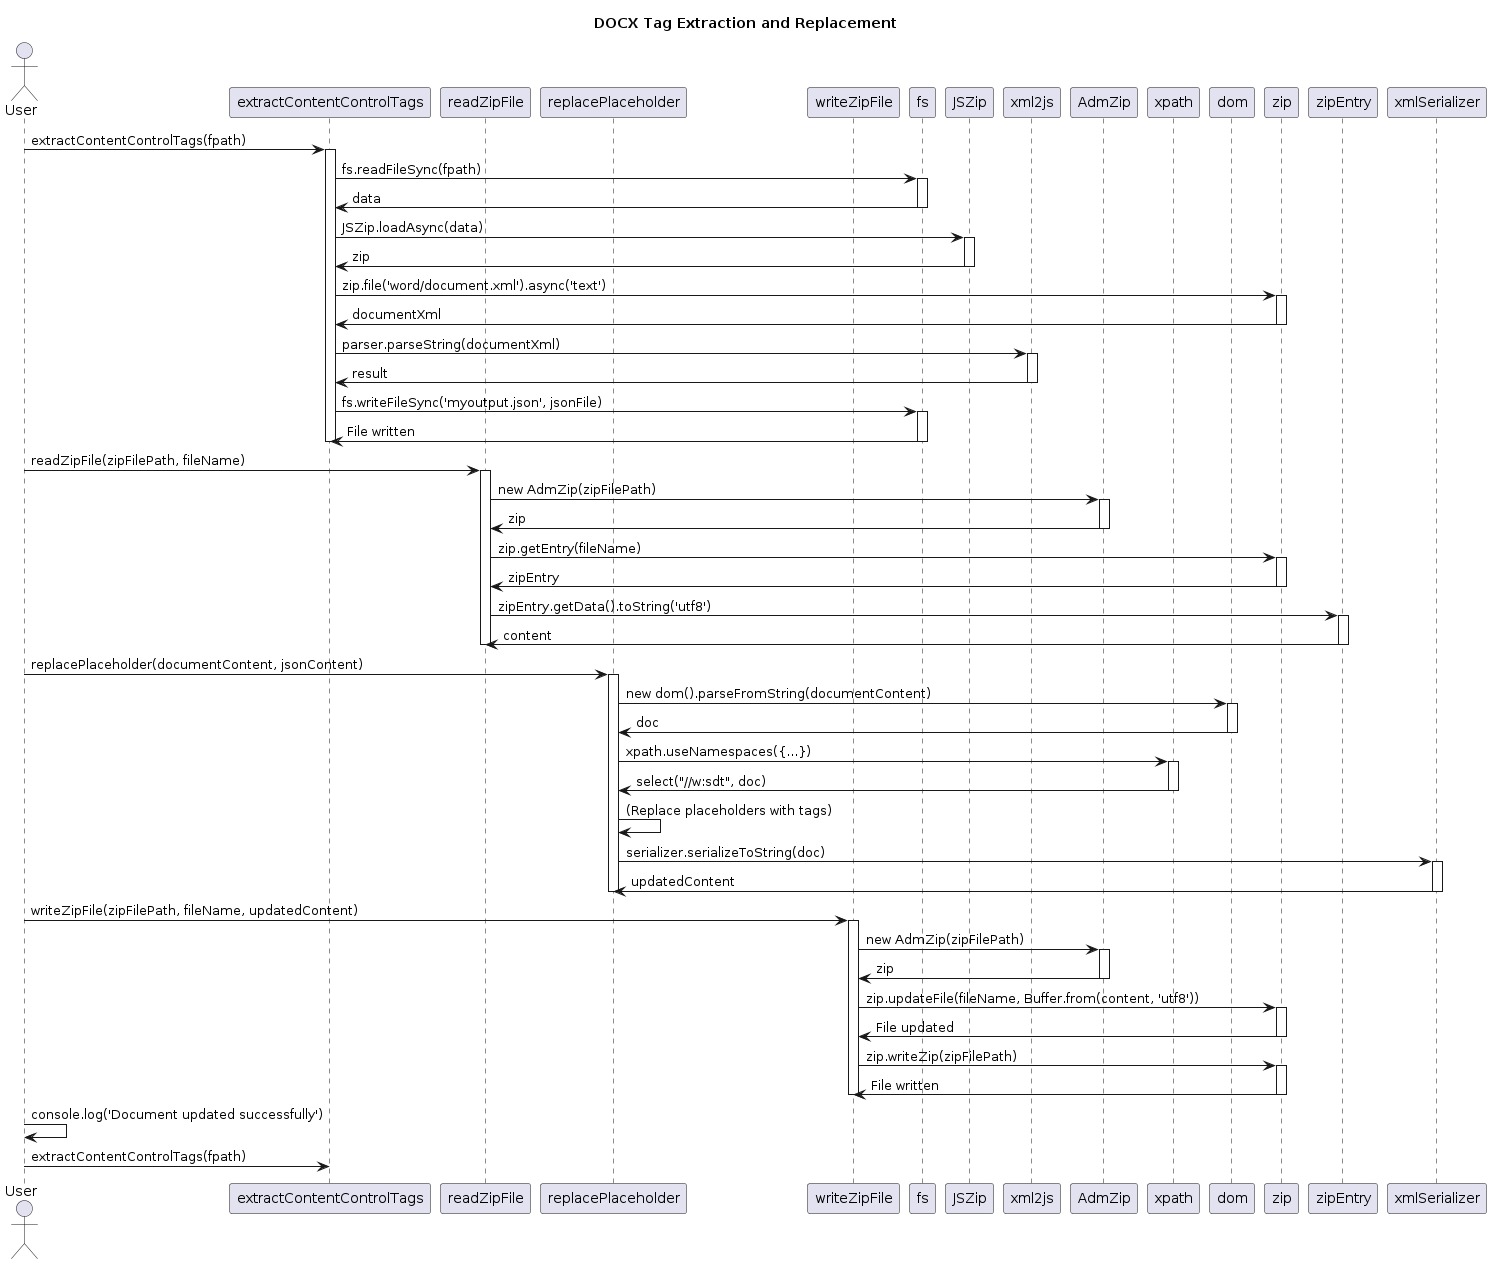 DOCX Tag Extraction and Replacement
User
extractContentControlTags
readZipFile
replacePlaceholder
writeZipFile
fs
JSZip
xml2js
AdmZip
xpath
dom
zip
zipEntry
xmlSerializer
extractContentControlTags(fpath)
fs.readFileSync(fpath)
data
JSZip.loadAsync(data)
zip
zip.file('word/document.xml').async('text')
documentXml
parser.parseString(documentXml)
result
fs.writeFileSync('myoutput.json', jsonFile)
File written
readZipFile(zipFilePath, fileName)
new AdmZip(zipFilePath)
zip
zip.getEntry(fileName)
zipEntry
zipEntry.getData().toString('utf8')
content
replacePlaceholder(documentContent, jsonContent)
new dom().parseFromString(documentContent)
doc
xpath.useNamespaces({...})
select("//w:sdt", doc)
(Replace placeholders with tags)
serializer.serializeToString(doc)
updatedContent
writeZipFile(zipFilePath, fileName, updatedContent)
new AdmZip(zipFilePath)
zip
zip.updateFile(fileName, Buffer.from(content, 'utf8'))
File updated
zip.writeZip(zipFilePath)
File written
console.log('Document updated successfully')
extractContentControlTags(fpath)
User
extractContentControlTags
readZipFile
replacePlaceholder
writeZipFile
fs
JSZip
xml2js
AdmZip
xpath
dom
zip
zipEntry
xmlSerializer